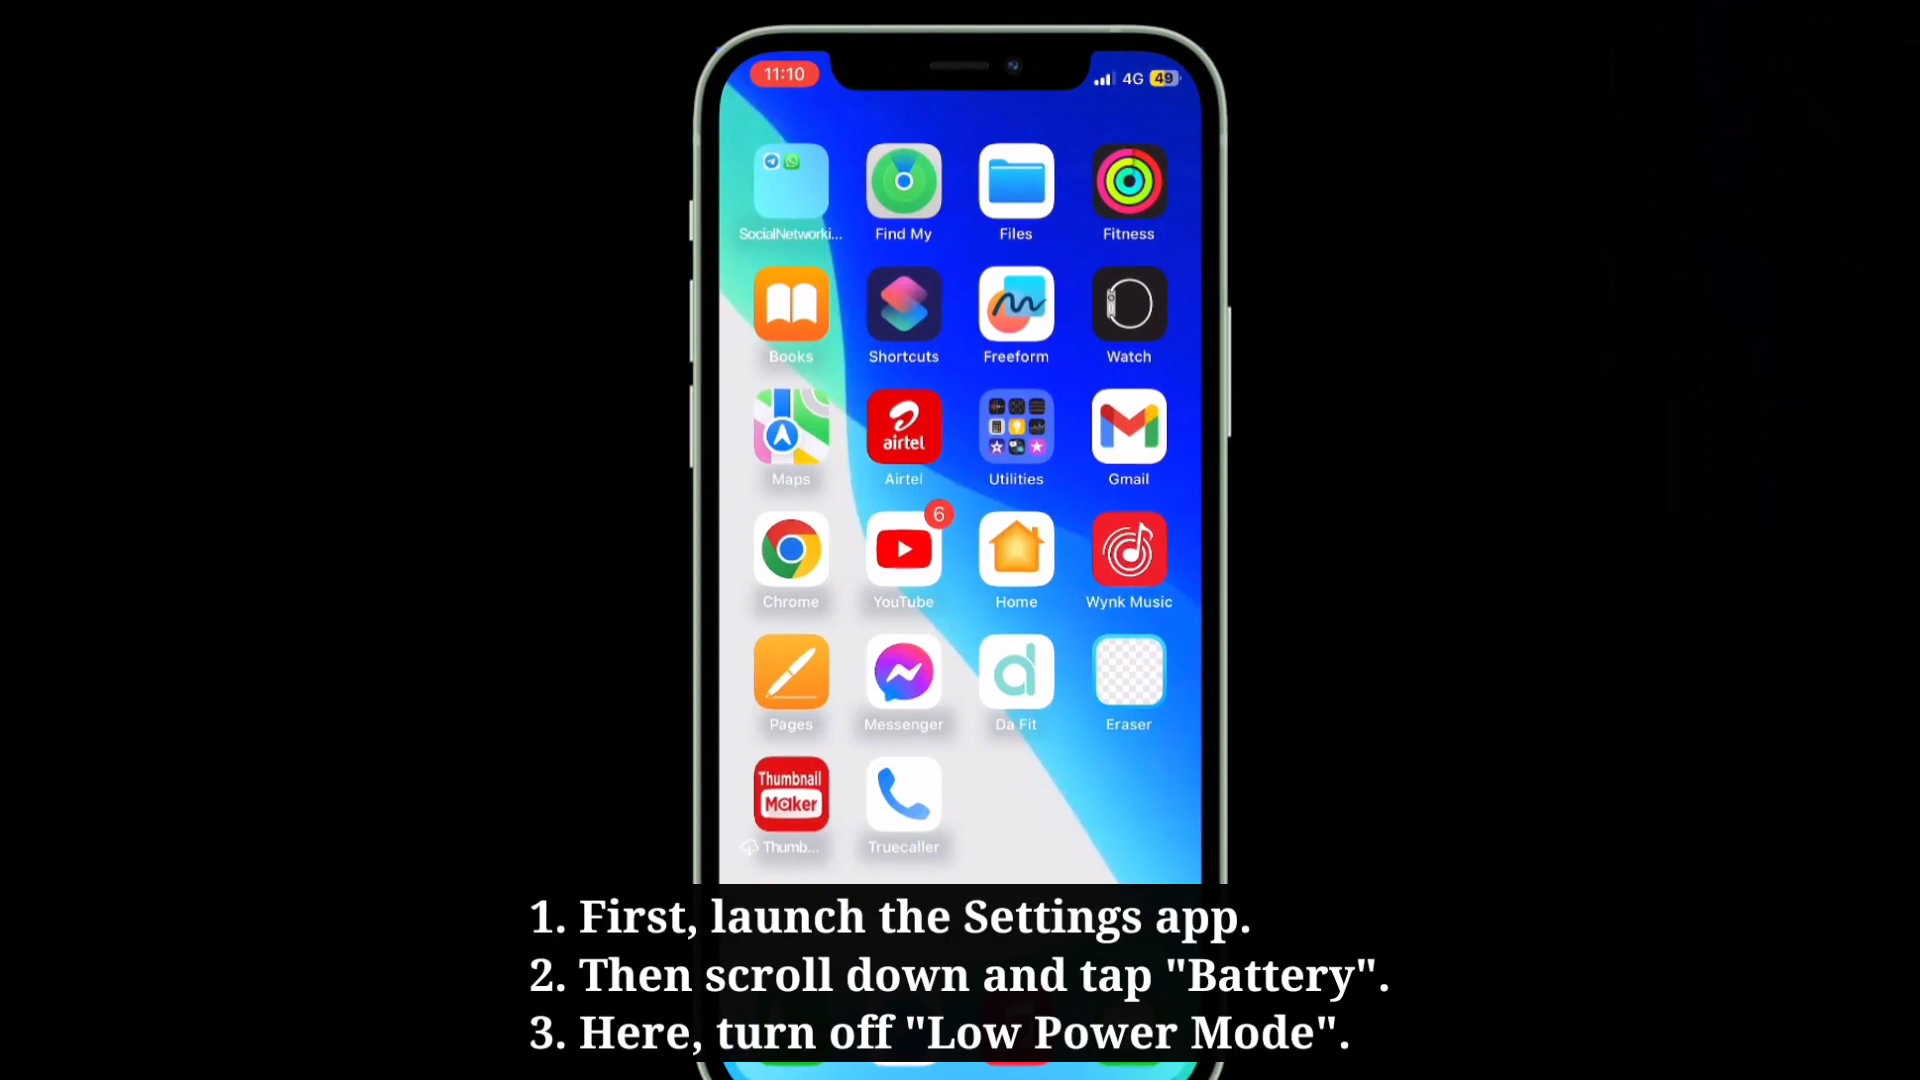 11:10
4G 49
SocialNetworki...
Find My
Files
Fitness
Books
Shortcuts
Freeform
Watch
airtel
Maps
Airtel
Utilities
Gmail
6
Chrome
YouTube
Home
Wynk Music
Pages
Messenger
Da Fit
Eraser
Thumbnail
Maker
Thumb...
Truecaller
1. First, launch the Settings app.
2. Then scroll down and tap "Battery".
3. Here, turn off "Low Power Mode".